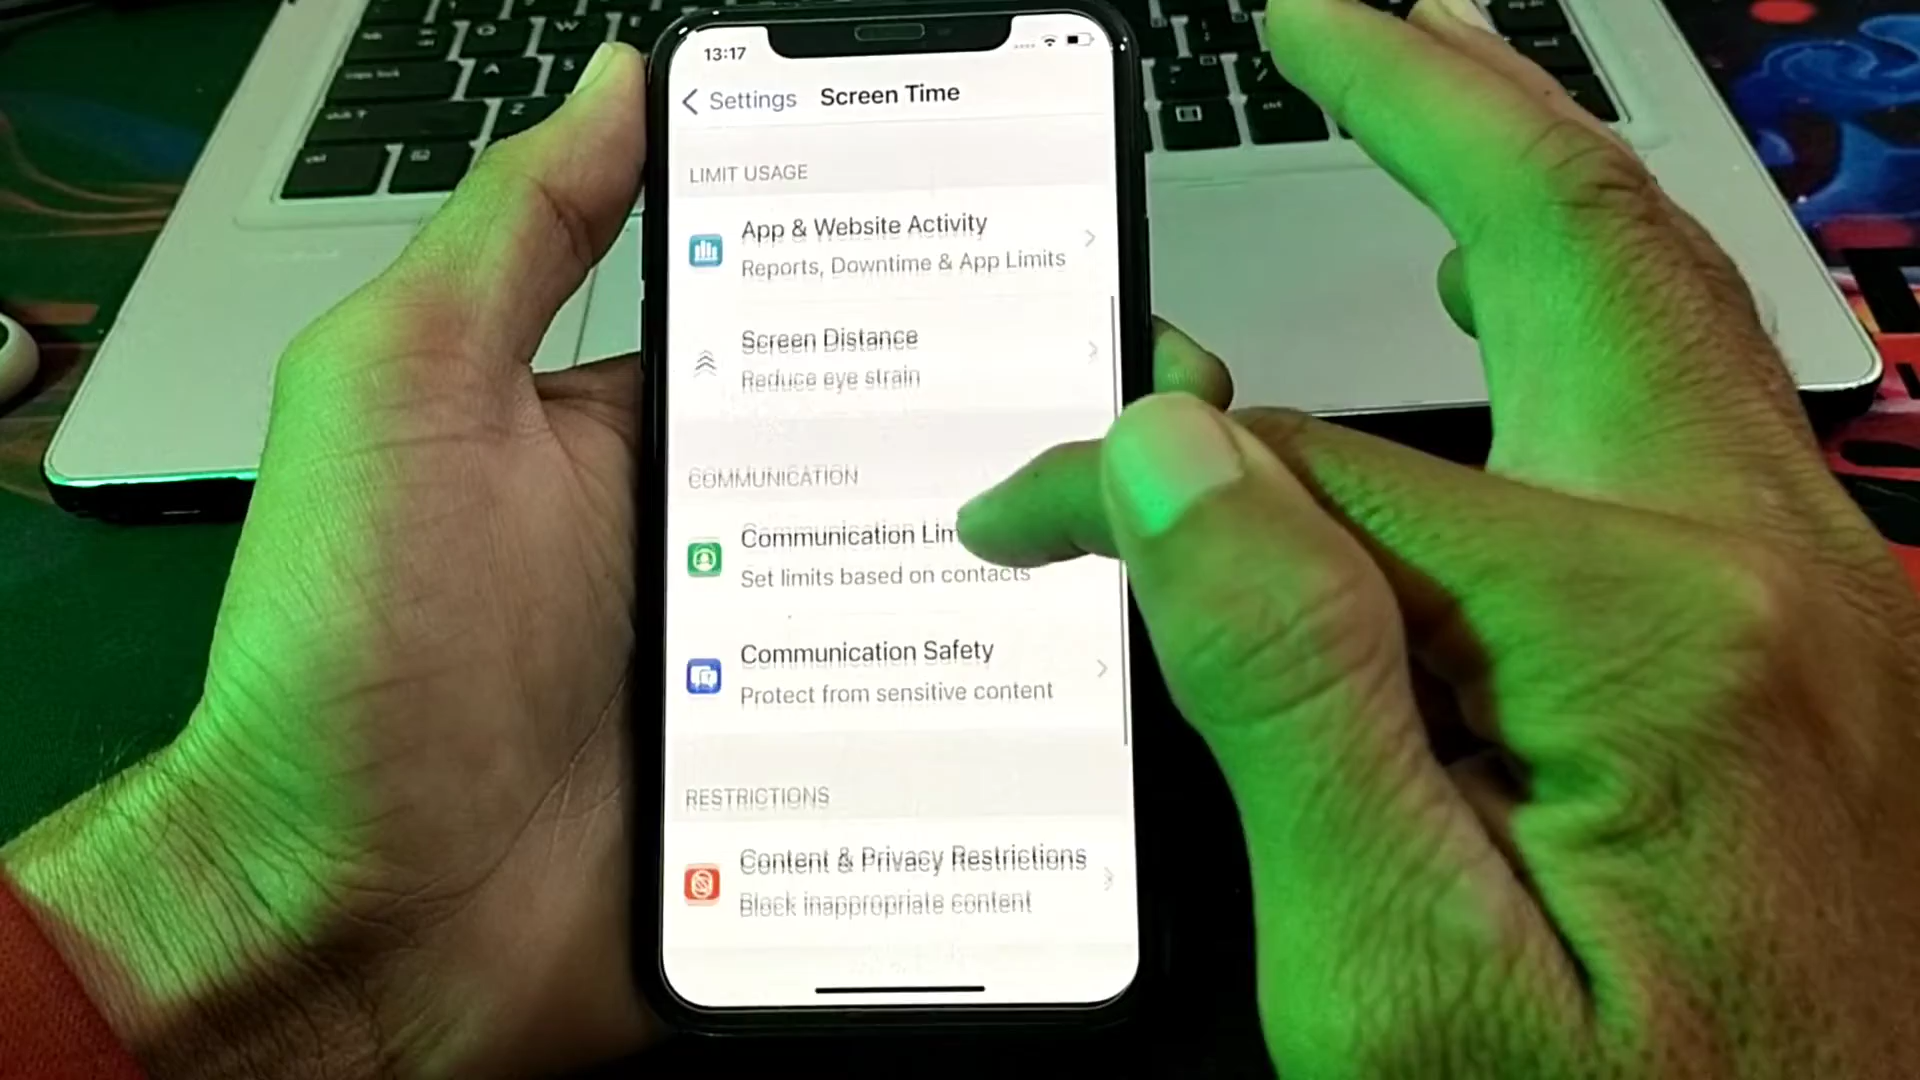 13:17
Settings
Screen Time
LIMIT USAGE
App & Website Activity
Reports, Downtime & App Limits
Screen Distance
Reduce eye strain
COMMUNICATION
Communication Lim
Set limits based on contacts
Communication Safety
Protect from sensitive content
RESTRICTIONS
Content & Privacy Restrictions
Block inappropriate content